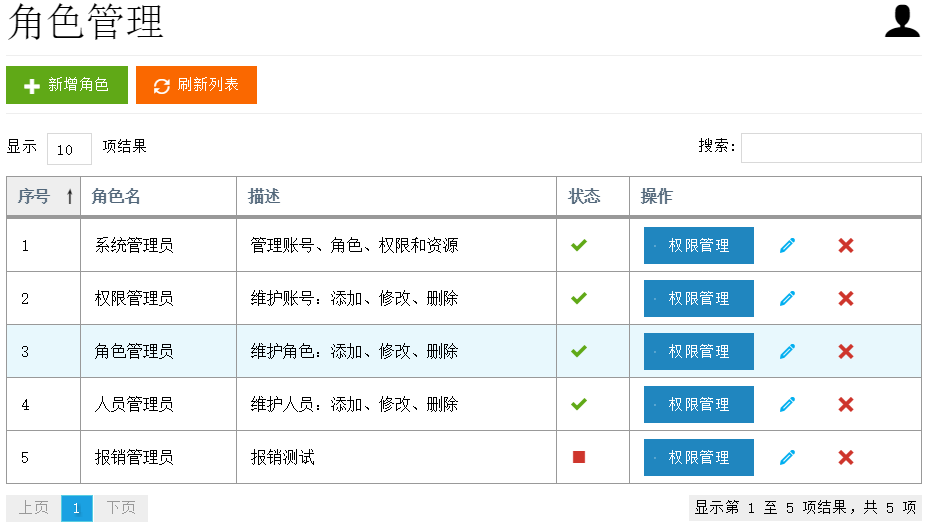 角色管理
新增角色 刷新列表
显示 10 项结果 搜索:
序号 角色名 描述 状态 操作
1 系统管理员 管理账号、角色、权限和资源 权限管理
2 权限管理员 维护账号: 添加、修改、删除 权限管理
3 角色管理员 维护角色: 添加、修改、删除 权限管理
4 人员管理员 维护人员: 添加、修改、删除 权限管理
5 报销管理员 报销测试 权限管理
上页 1 下页 显示第 1 至 5 项结果,共 5 项